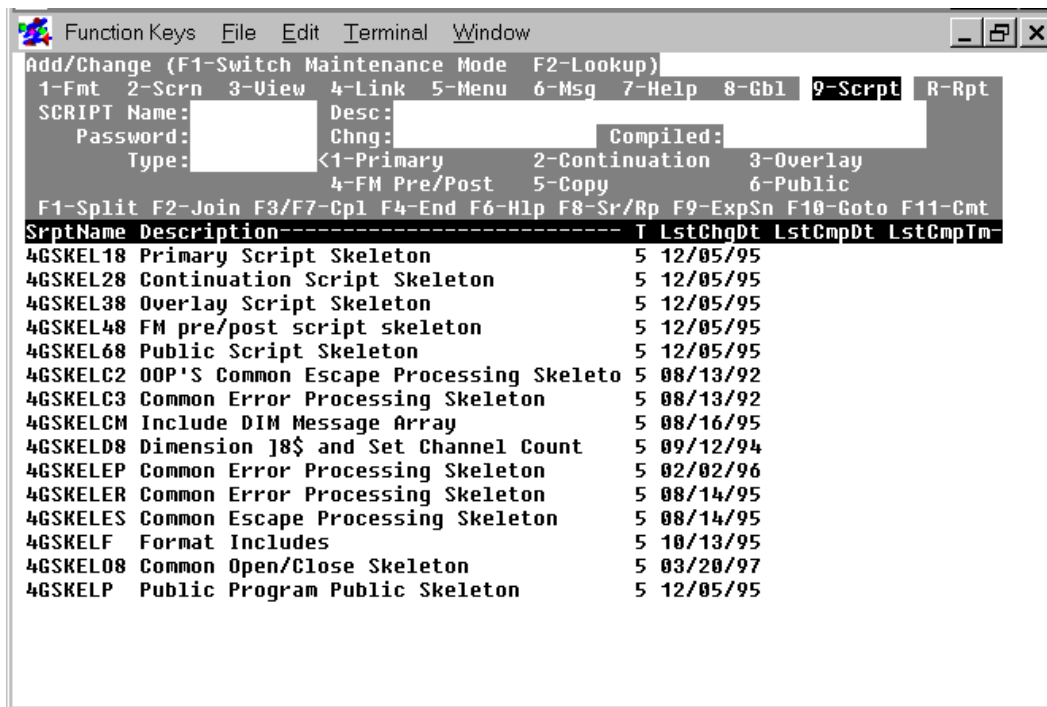 Function Keys File Edit Terminal Window
Add/Change (F1-Switch Maintenance Mode F2-Lookup)
1-Fmt 2-Scrn 3-View 4-Link 5-Menu 6-Msg 7-Help 8-Gbl 9-Scrpt R-Rpt
SCRIPT Name: Desc:
Password: Chng: Compiled:
Type: <1-Primary 2-Continuation 3-Overlay
4-FM Pre/Post 5-Copy 6-Public
F1-Split F2-Join F3/F7-Cpl F4-End F6-Hlp F8-Sr/Rp F9-ExpSn F10-Goto F11-Cmt
SrptName Description--------------------------- T LstChgDt LstCmpDt LstCmpTm-
4GSKEL18 Primary Script Skeleton 5 12/05/95
4GSKEL28 Continuation Script Skeleton 5 12/05/95
4GSKEL38 Overlay Script Skeleton 5 12/05/95
4GSKEL48 FM pre/post script skeleton 5 12/05/95
4GSKEL68 Public Script Skeleton 5 12/05/95
4GSKELC2 OOP'S Common Escape Processing Skeleto 5 08/13/92
4GSKELC3 Common Error Processing Skeleton 5 08/13/92
4GSKELCM Include DIM Message Array 5 08/16/95
4GSKELD8 Dimension ]8$ and Set Channel Count 5 09/12/94
4GSKELEP Common Error Processing Skeleton 5 02/02/96
4GSKELER Common Error Processing Skeleton 5 08/14/95
4GSKELES Common Escape Processing Skeleton 5 08/14/95
4GSKELF Format Includes 5 10/13/95
4GSKELO8 Common Open/Close Skeleton 5 03/20/97
4GSKELP Public Program Public Skeleton 5 12/05/95